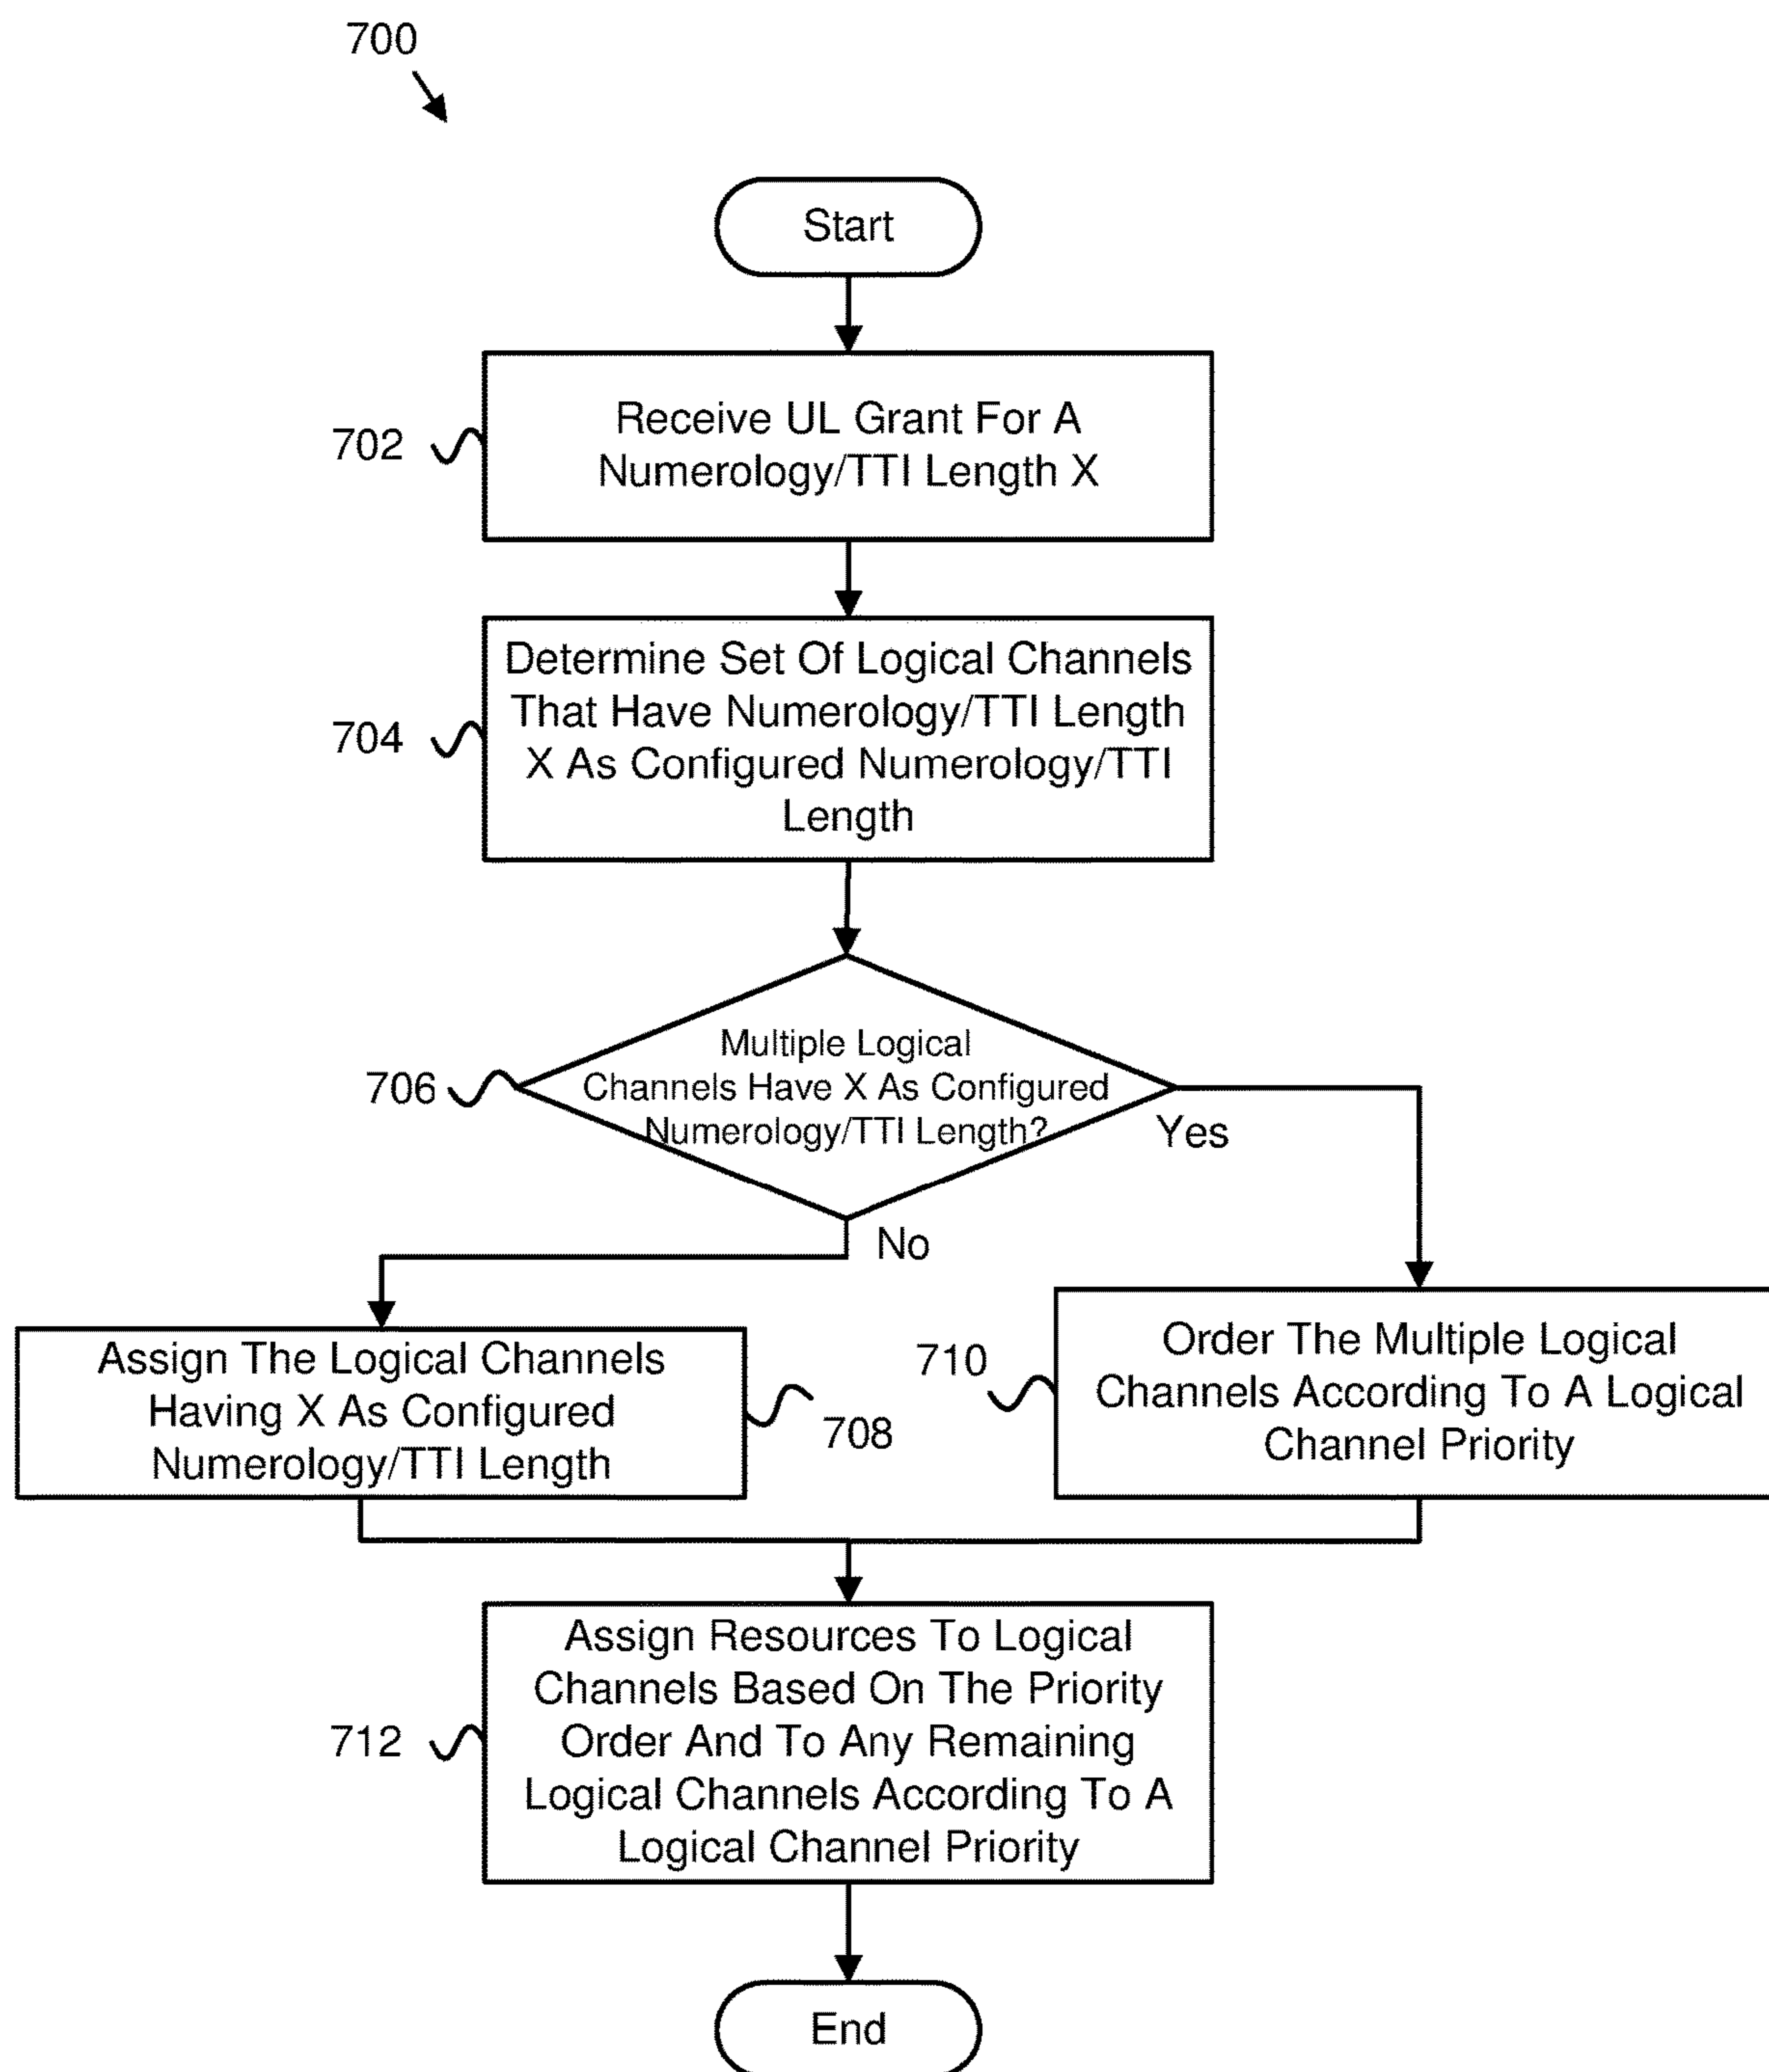 700
Start
702
Receive UL Grant For A
Numerology/TTI Length X
704
Determine Set Of Logical Channels
That Have Numerology/TTI Length
X As Configured Numerology/TTI
Length
706
Multiple Logical
Channels Have X As Configured
Numerology/TTI Length?
Yes
No
Assign The Logical Channels
Having X As Configured
Numerology/TTI Length
708
710
Order The Multiple Logical
Channels According To A Logical
Channel Priority
712
Assign Resources To Logical
Channels Based On The Priority
Order And To Any Remaining
Logical Channels According To A
Logical Channel Priority
End